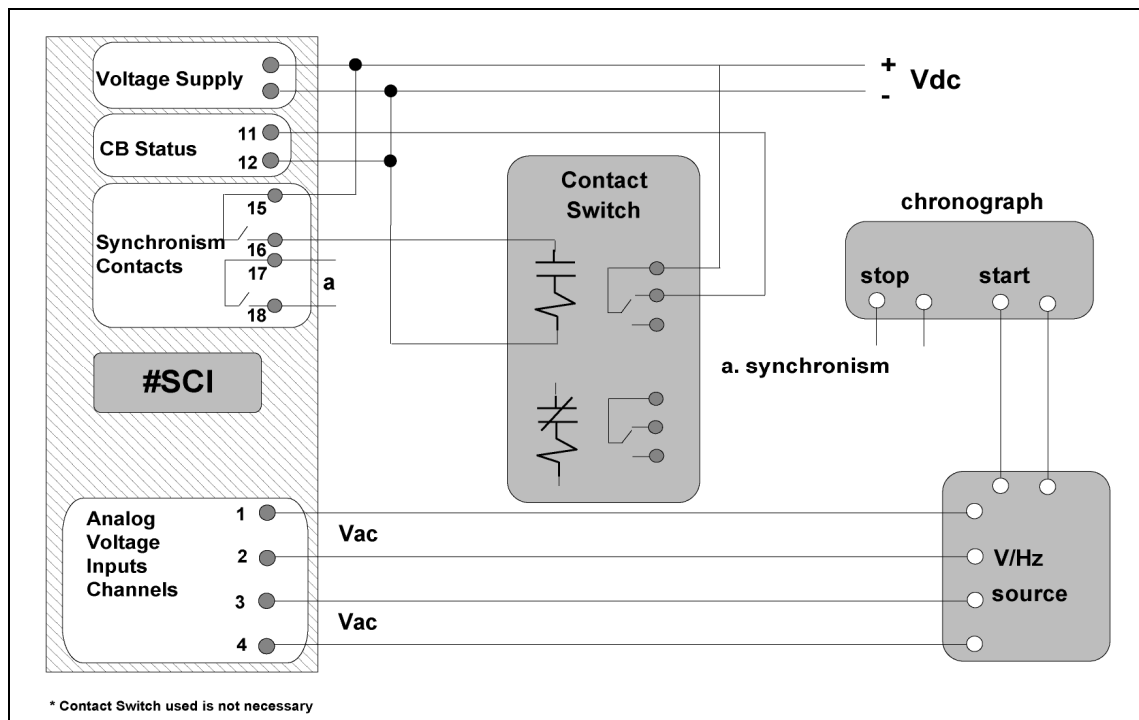 Voltage Supply
+
Vdc
-
CB Status
11
12
Synchronism
Contacts
15
16
17
18
a
Contact
Switch
chronograph
stop
start
a. synchronism
#SCI
Analog
Voltage
Inputs
Channels
1
2
3
4
Vac
Vac
V/Hz
source
* Contact Switch used is not necessary